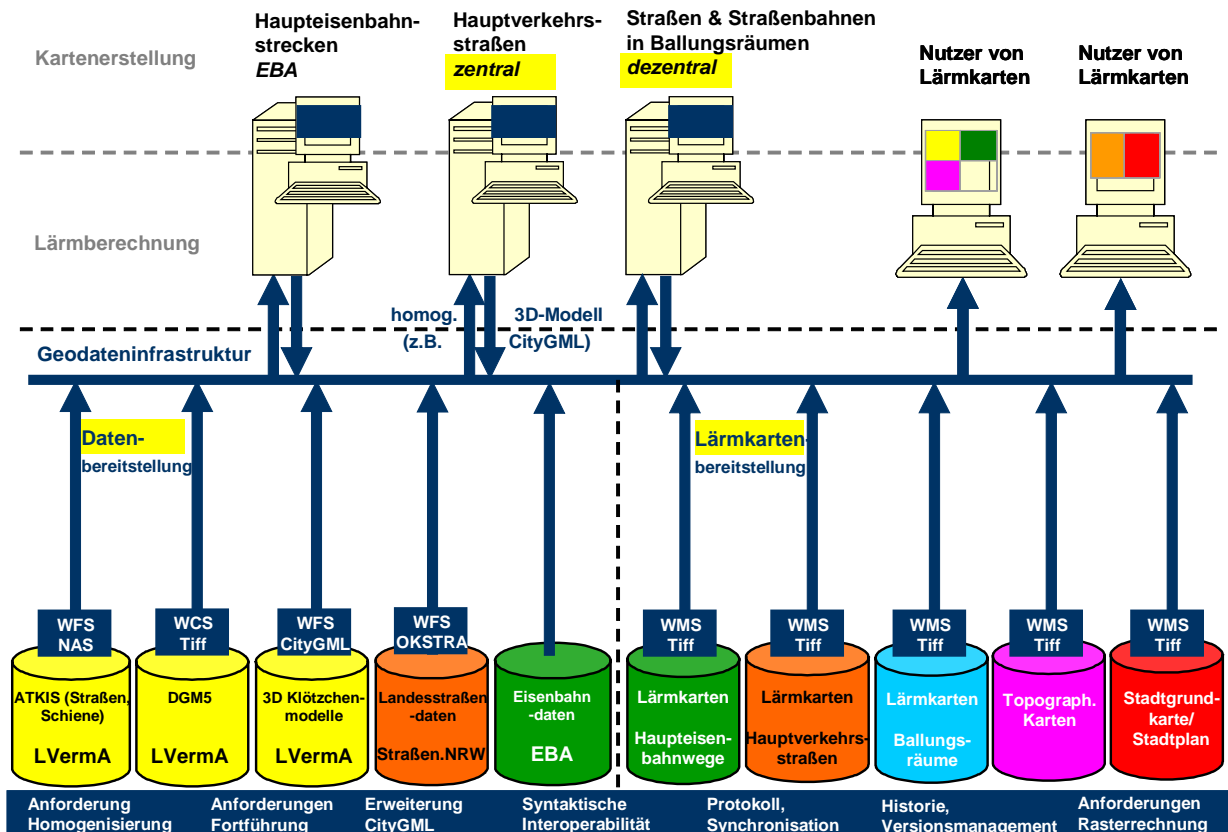 Kartenerstellung
Haupteisenbahn-
strecken
EBA
Hauptverkehrs-
straßen
zentral
Straßen & Straßenbahnen
in Ballungsräumen
dezentral
Nutzer von
Lärmkarten
Nutzer von
Lärmkarten
Lärmberechnung
homog. 3D-Modell
(z.B. CityGML)
Geodateninfrastruktur
Daten-
bereitstellung
Lärmkarten-
bereitstellung
WFS
NAS
WCS
Tiff
WFS
CityGML
WFS
OKSTRA
WMS
Tiff
WMS
Tiff
WMS
Tiff
WMS
Tiff
WMS
Tiff
ATKIS (Straßen,
Schiene)
LVermA
DGM5
LVermA
3D Klötzchen-
modelle
LVermA
Landesstraßen
-daten
Straßen.NRW
Eisenbahn
-daten
EBA
Lärmkarten
Haupteisen-
bahnwege
Lärmkarten
Hauptverkehrs-
straßen
Lärmkarten
Ballungs-
räume
Topograph.
Karten
Stadtgrund-
karte/
Stadtplan
Anforderung
Homogenisierung
Anforderungen
Fortführung
Erweiterung
CityGML
Syntaktische
Interoperabilität
Protokoll,
Synchronisation
Historie,
Versionsmanagement
Anforderungen
Rasterrechnung